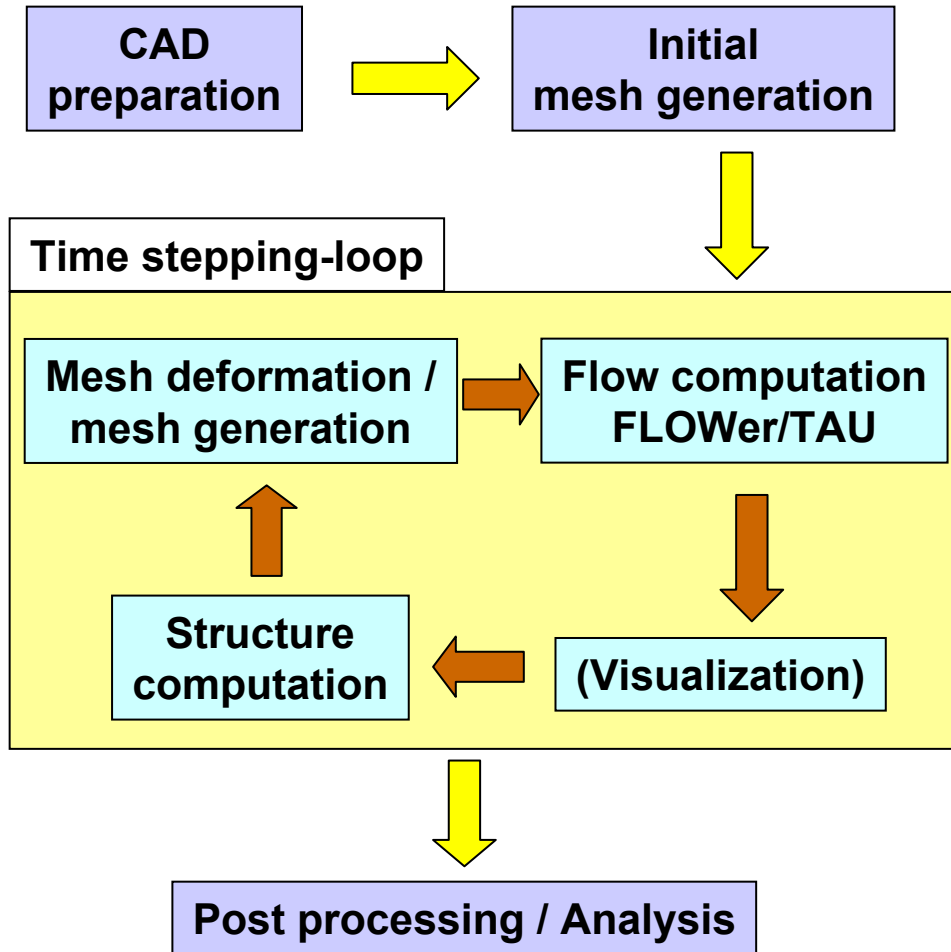 CAD
preparation
Initial
mesh generation
Time stepping-loop
Mesh deformation /
mesh generation
Flow computation
FLOWer/TAU
Structure
computation
(Visualization)
Post processing / Analysis